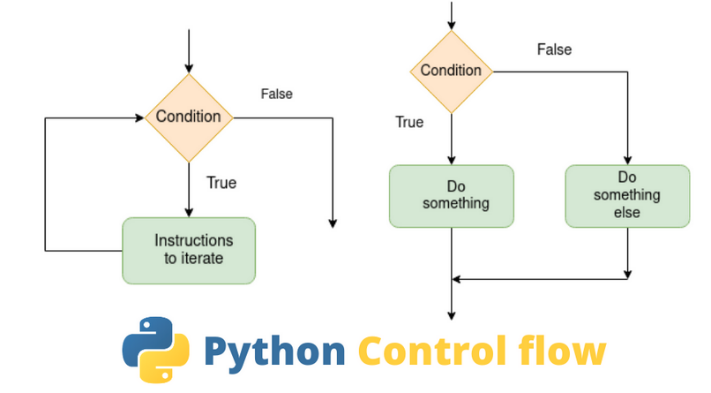 Condition
False
True
Instructions
to iterate
Condition
False
True
Do
something
Do
something
else
Python Control flow